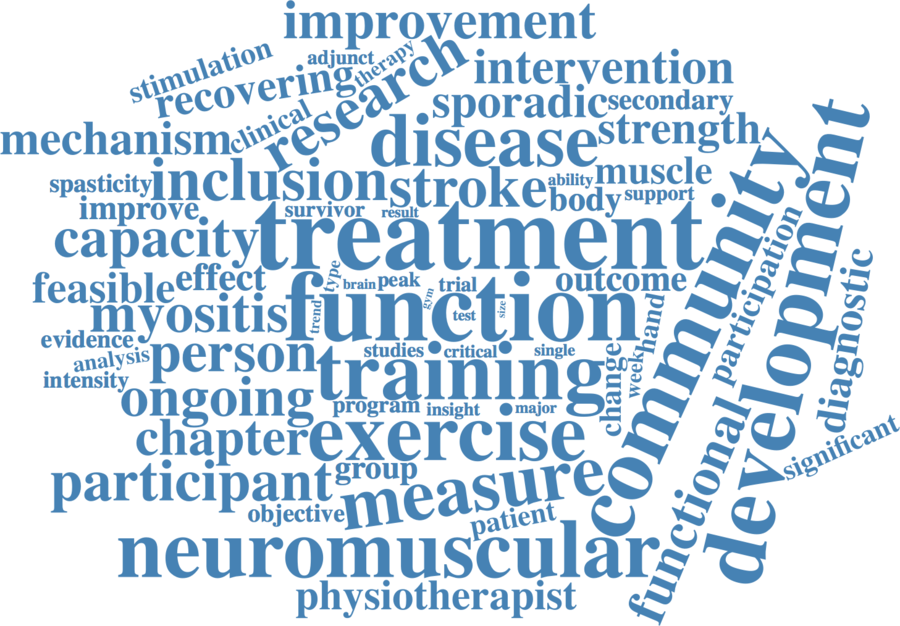 improvement
adjunct
therapy
stimulation
recovering
research
intervention
sporadic
secondary
mechanism
clinical
disease
strength
spasticity
inclusion
stroke
ability
muscle
body
support
improve
survivor
result
capacity
treatment
community
development
participation
feasible
effect
type
brain
peak
gym
trial
outcome
diagnostic
myositis
trend
function
test
size
hand
evidence
analysis
person
studies
critical
single
change
week
intensity
training
ongoing
program
insight
major
chapter
exercise
functional
significant
participant
group
measure
objective
patient
neuromuscular
physiotherapist